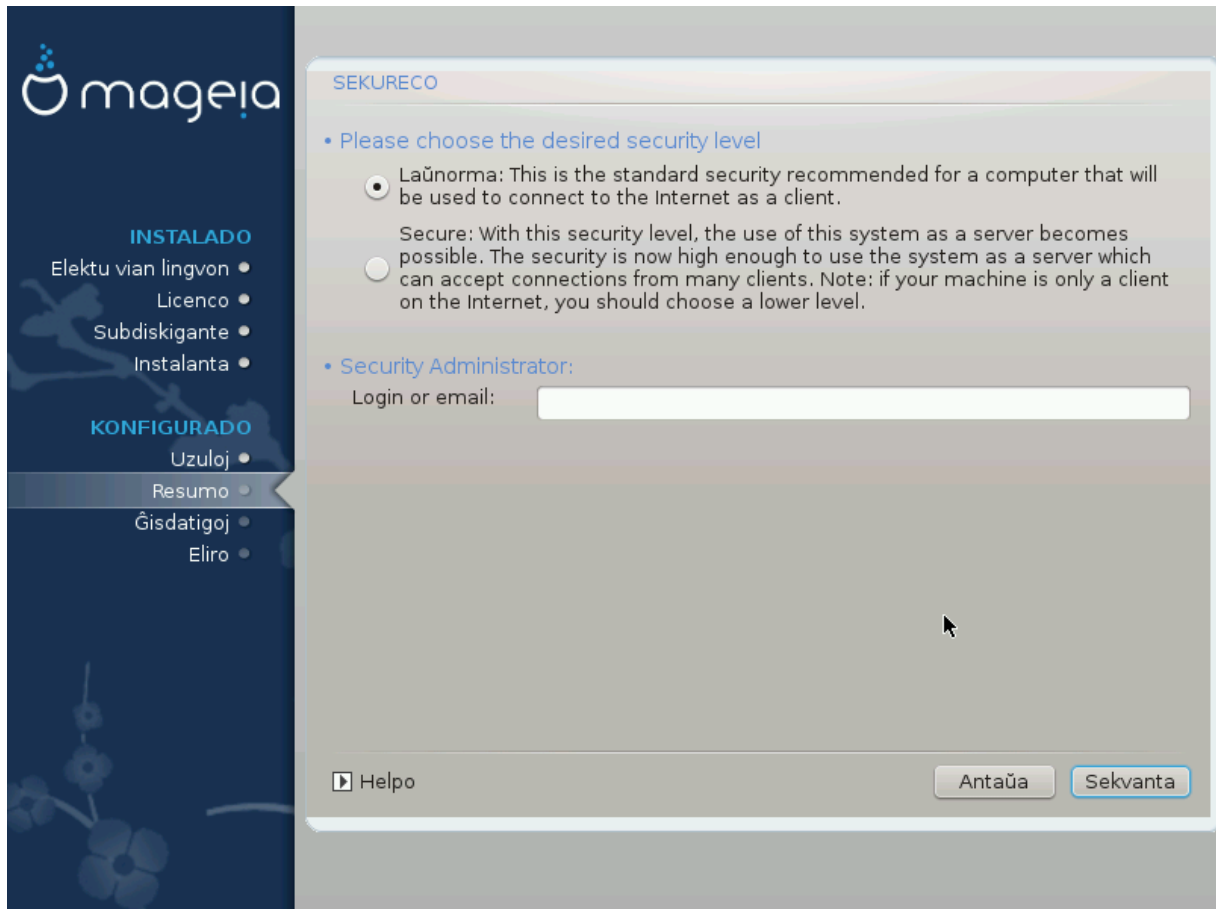 mageia
INSTALADO
Elektu vian lingvon
Licenco
Subdiskigante
Instalanta
KONFIGURADO
Uzuloj
Resumo
Ĝisdatigoj
Eliro
SEKURECO
• Please choose the desired security level
Laŭnorma: This is the standard security recommended for a computer that will
be used to connect to the Internet as a client.
Secure: With this security level, the use of this system as a server becomes
possible. The security is now high enough to use the system as a server which
can accept connections from many clients. Note: if your machine is only a client
on the Internet, you should choose a lower level.
• Security Administrator:
Login or email:
Helpo
Antaŭa
Sekvanta